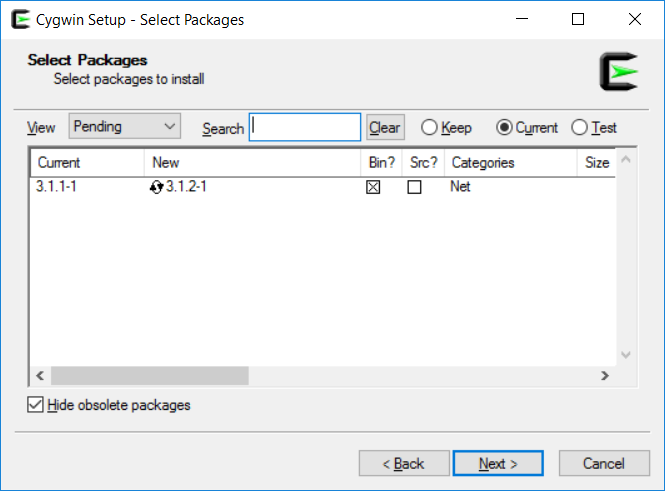 Cygwin Setup - Select Packages
Select Packages
Select packages to install
View Pending Search Clear Keep Current Test
Current New Bin? Src? Categories Size
3.1.1-1 3.1.2-1 Net
Hide obsolete packages
< Back Next > Cancel